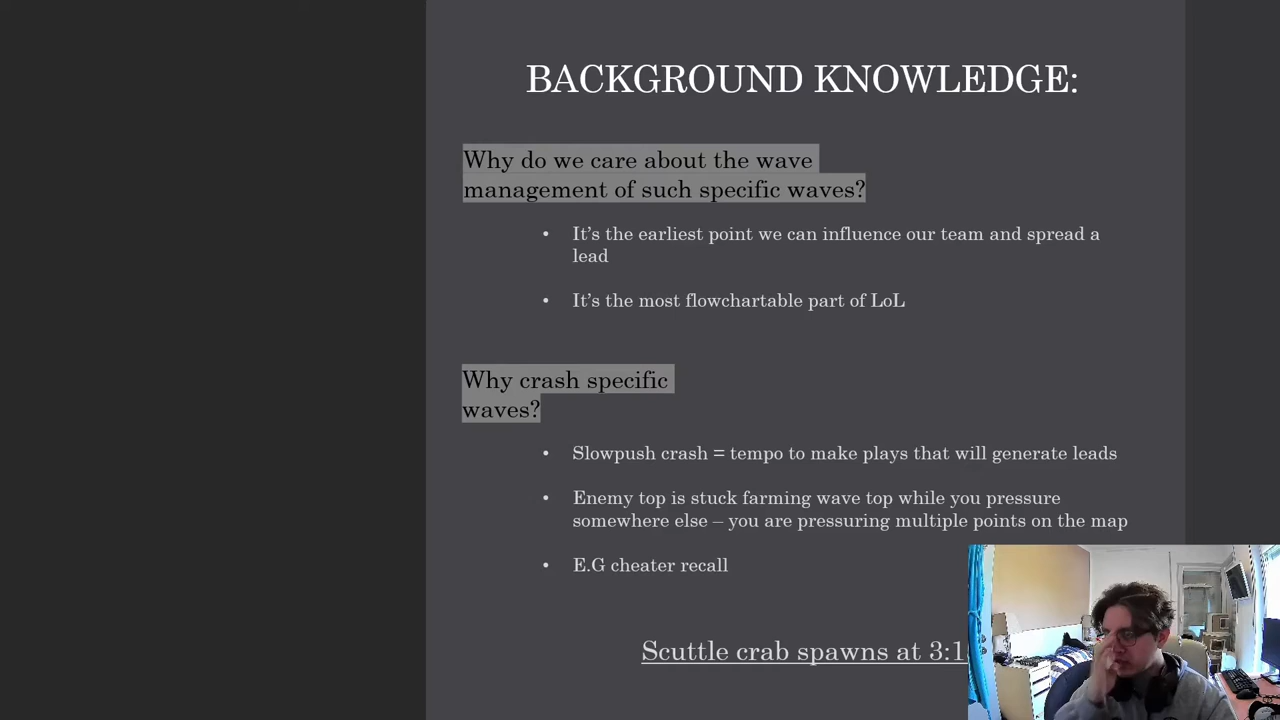 BACKGROUND KNOWLEDGE:
Why do we care about the wave
management of such specific waves?
• It's the earliest point we can influence our team and spread a
lead
• It's the most flowchartable part of LoL
Why crash specific
waves?
• Slowpush crash = tempo to make plays that will generate leads
• Enemy top is stuck farming wave top while you pressure
somewhere else – you are pressuring multiple points on the map
• E.G cheater recall
Scuttle crab spawns at